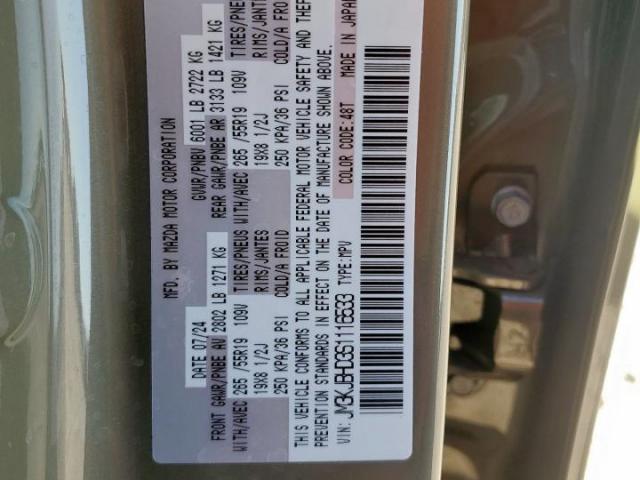 MFD. BY MAZDA MOTOR CORPORATION
DATE 07/24
GVWR/PNBV 6001 LB 2722 KG
FRONT GAWR/PNBE AV 2802 LB 1271 KG
REAR GAWR/PNBE AR 3133 LB 1421 KG
WITH/AVEC 265 /55R19 109V
TIRES/PNEUS WITH/AVEC 265 /55R19 109V
TIRES/PNE
19X8 1/2J
RIMS/JANTES
19X8 1/2J
RIMS/JANTES
250 KPA/36 PSI
COLD/A FROID
250 KPA/36 PSI
COLD/A FROI
THIS VEHICLE CONFORMS TO ALL APPLICABLE FEDERAL MOTOR VEHICLE SAFETY AND THEF
PREVENTION STANDARDS IN EFFECT ON THE DATE OF MANUFACTURE SHOWN ABOVE.
VIN: JM3KJBHD3S1116533 TYPE: MPV
COLOR CODE: 48T
MADE IN JAPAN